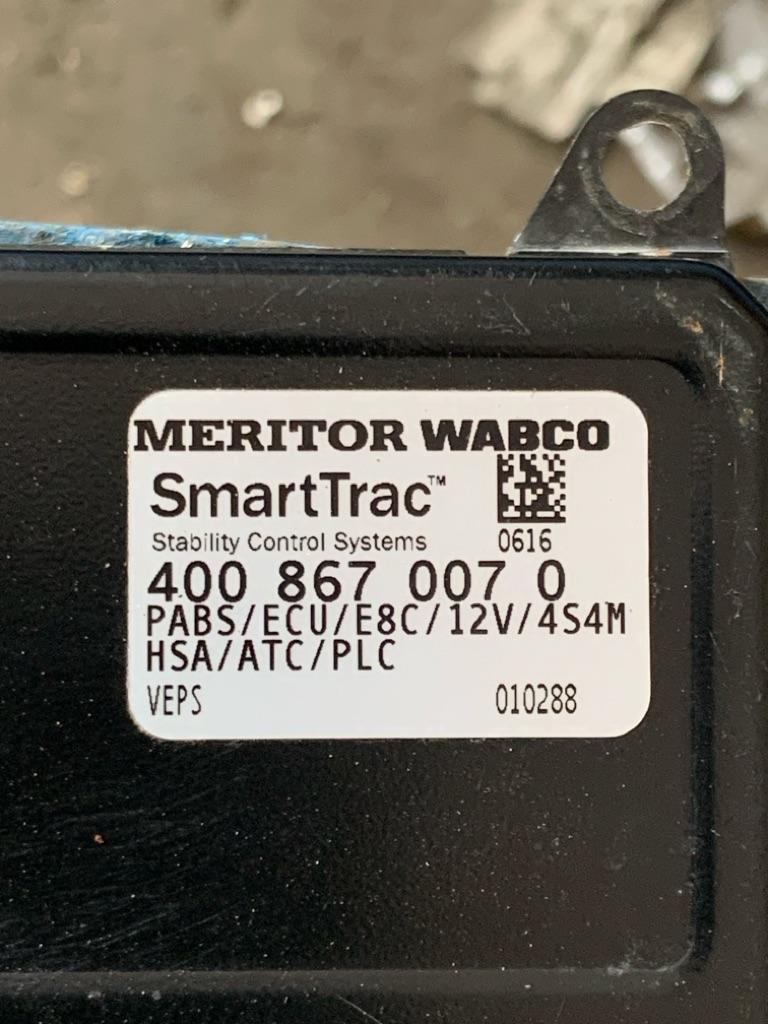 MERITOR WABCO
SmartTrac™
Stability Control Systems 0616
400 867 007 0
PABS/ECU/E8C/12V/4S4M
HSA/ATC/PLC
VEPS 010288